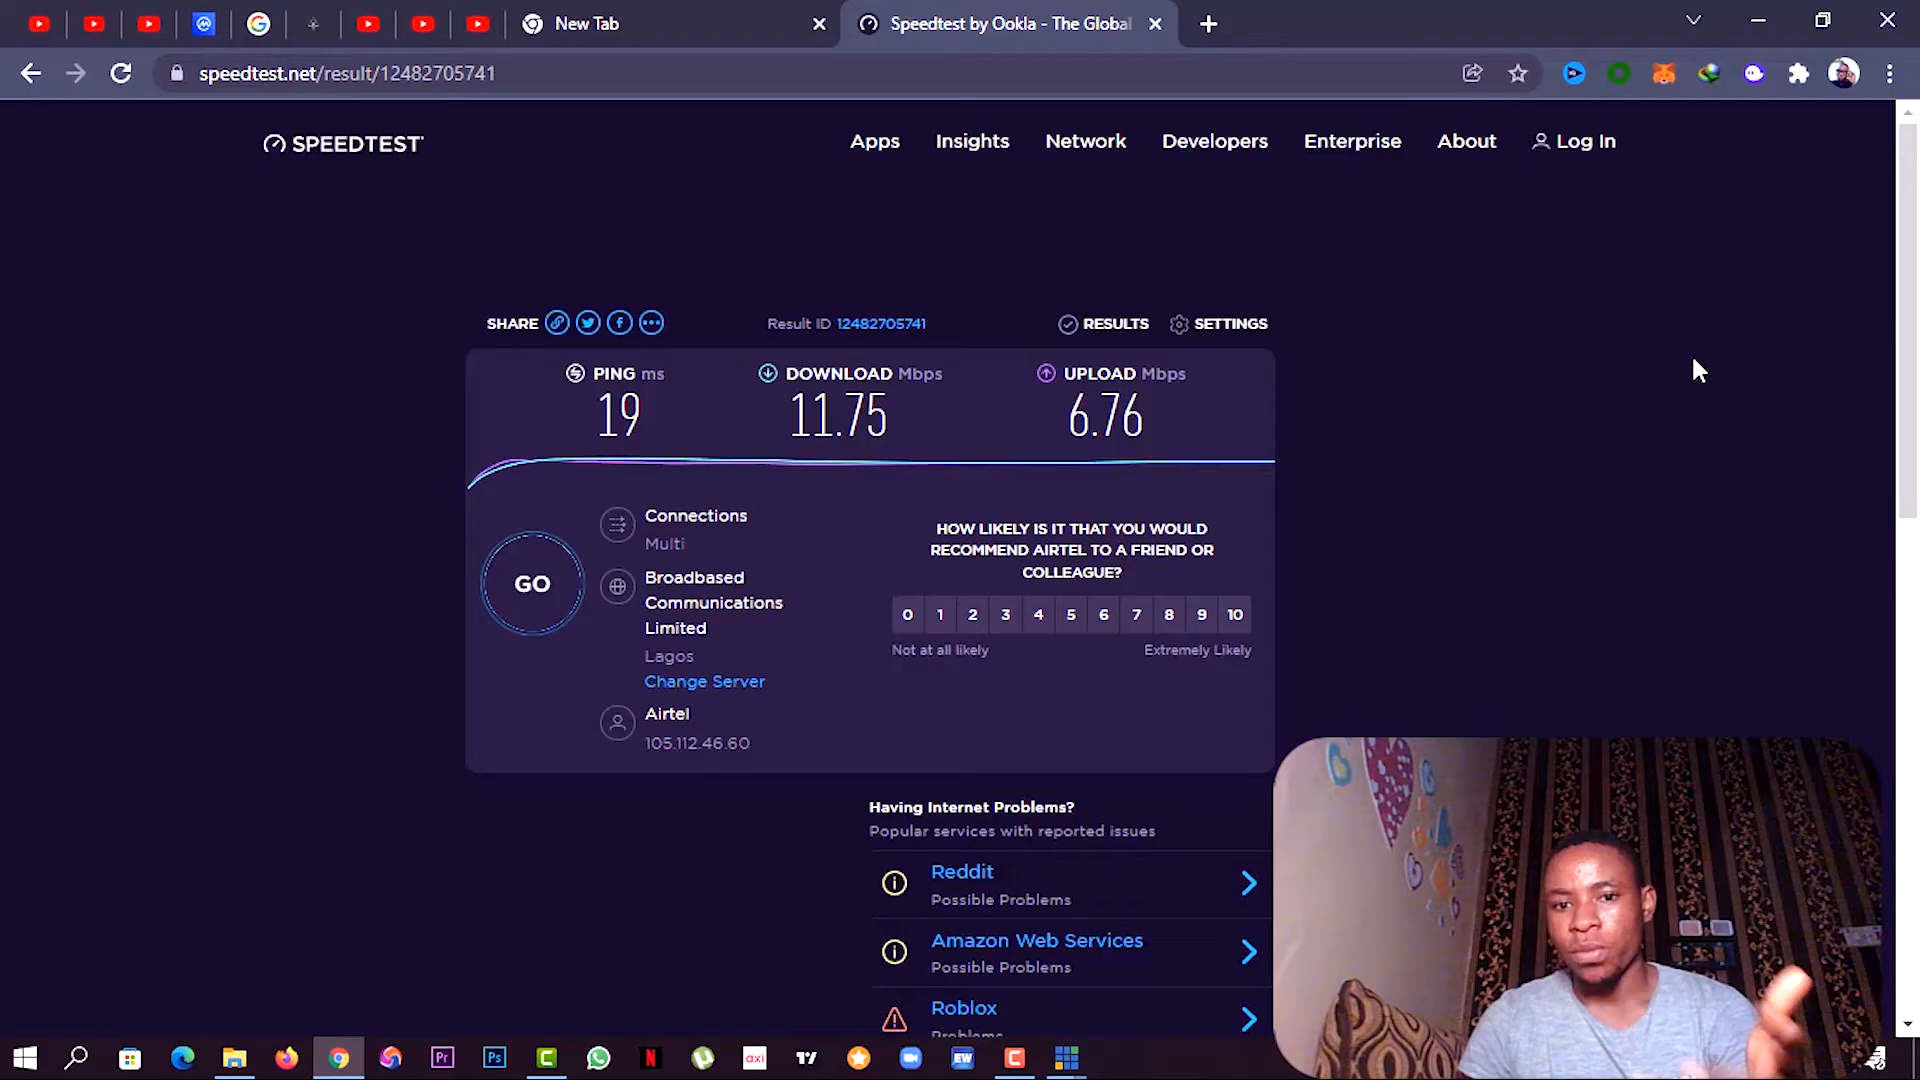 New Tab
Speedtest by Ookla - The Global
speedtest.net/result/12482705741
SPEEDTEST
Apps Insights Network Developers Enterprise About Log In
SHARE
Result ID 12482705741
RESULTS SETTINGS
PING ms DOWNLOAD Mbps UPLOAD Mbps
19 11.75 6.76
GO
Connections
Multi
Broadbased
Communications
Limited
Lagos
Change Server
Airtel
105.112.46.60
HOW LIKELY IS IT THAT YOU WOULD
RECOMMEND AIRTEL TO A FRIEND OR
COLLEAGUE?
0 1 2 3 4 5 6 7 8 9 10
Not at all likely Extremely Likely
Having Internet Problems?
Popular services with reported issues
Reddit
Possible Problems
Amazon Web Services
Possible Problems
Roblox
Problems
Pr Ps C N axi EW C